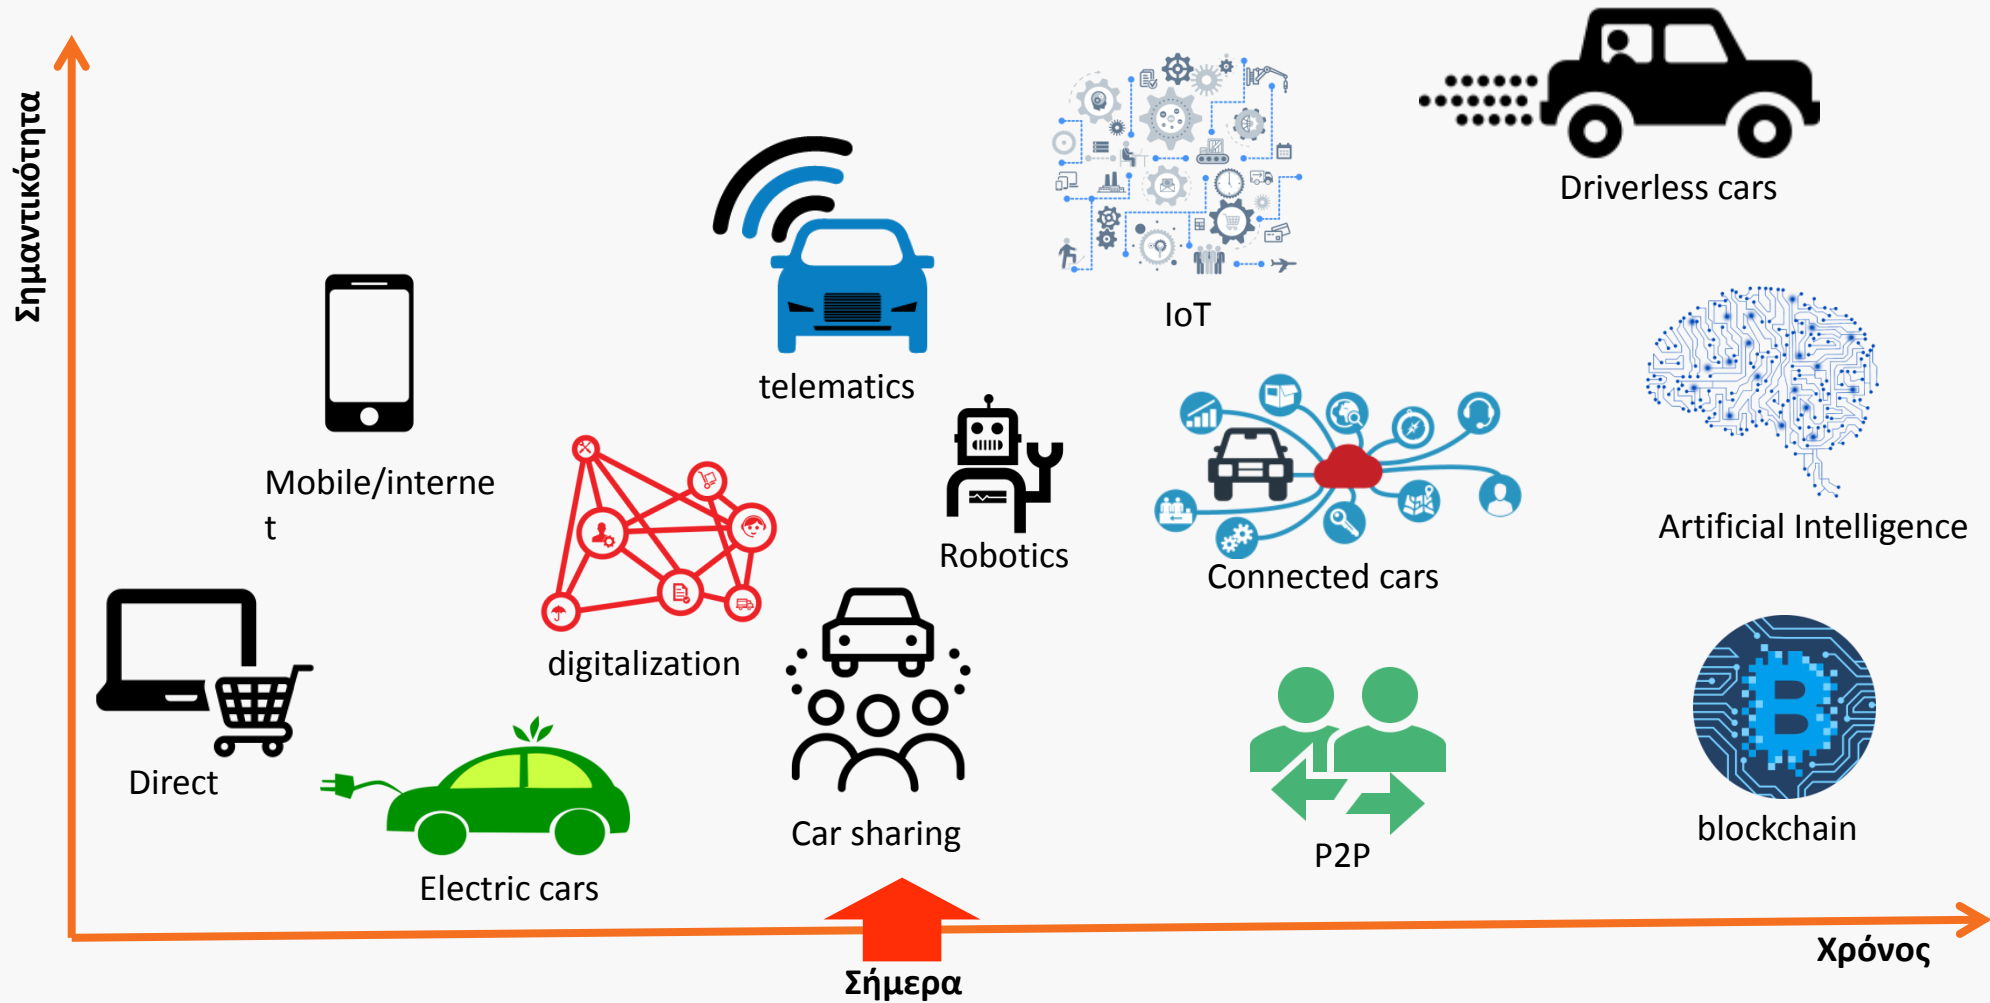 Σημαντικότητα
Driverless cars
IoT
telematics
Mobile/interne
t
Robotics
Artificial Intelligence
Connected cars
digitalization
Direct
Car sharing
blockchain
P2P
Electric cars
Χρόνος
Σήμερα